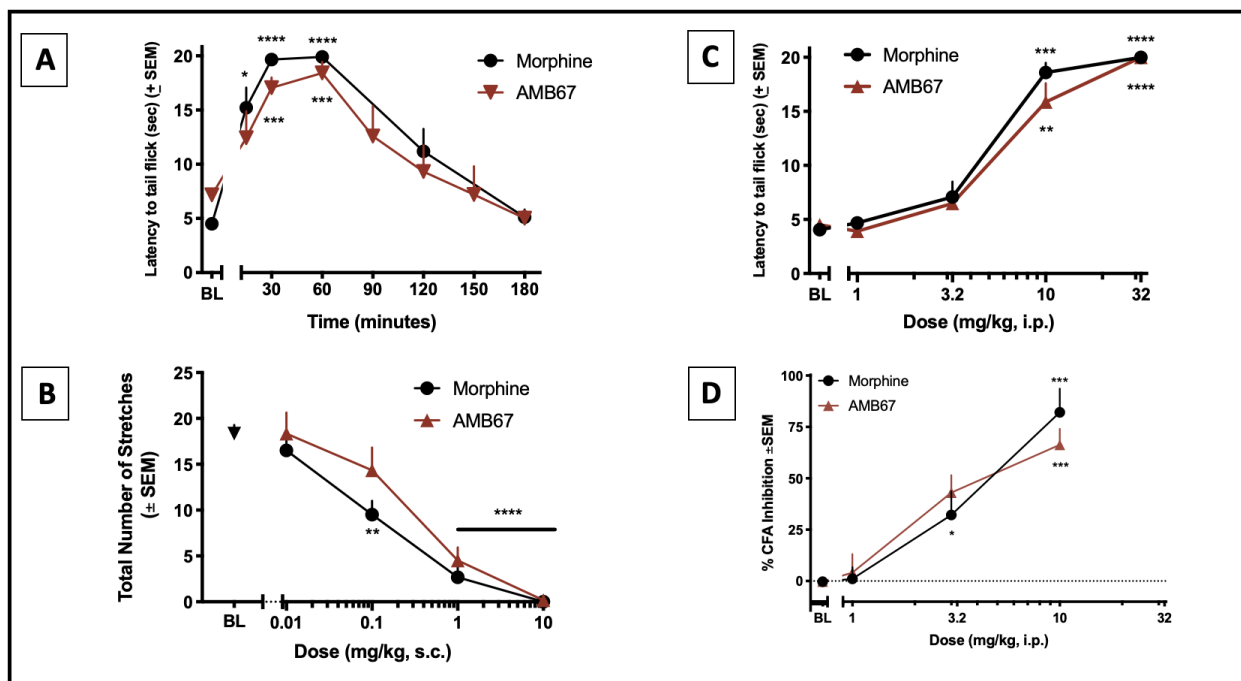 A
Latency to tail flick (sec) (± SEM)
20
15
10
5
0
* **** ****
*** ***
Morphine
AMB67
BL 30 60 90 120 150 180
Time (minutes)
C
Latency to tail flick (sec) (± SEM)
20
15
10
5
0
Morphine
AMB67
*** ****
** ****
BL 1 3.2 10 32
Dose (mg/kg, i.p.)
B
Total Number of Stretches
(± SEM)
25
20
15
10
5
0
Morphine
AMB67
****
**
BL 0.01 0.1 1 10
Dose (mg/kg, s.c.)
D
% CFA Inhibition ±SEM
100
75
50
25
0
Morphine
AMB67
***
***
*
BL 1 3.2 10 32
Dose (mg/kg, i.p.)